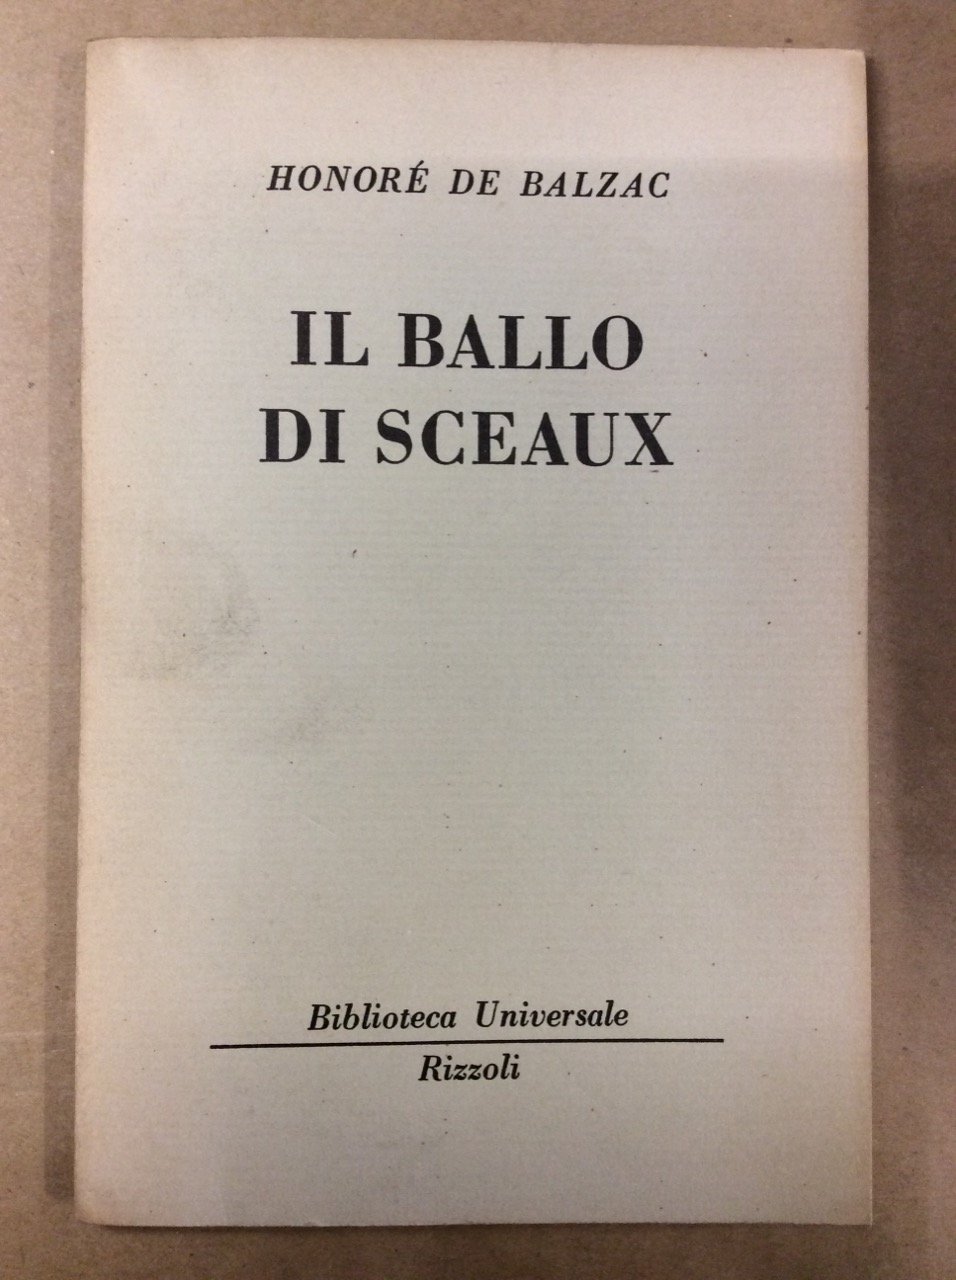 HONORÉ DE BALZAC
IL BALLO
DI SCEAUX
Biblioteca Universale
Rizzoli